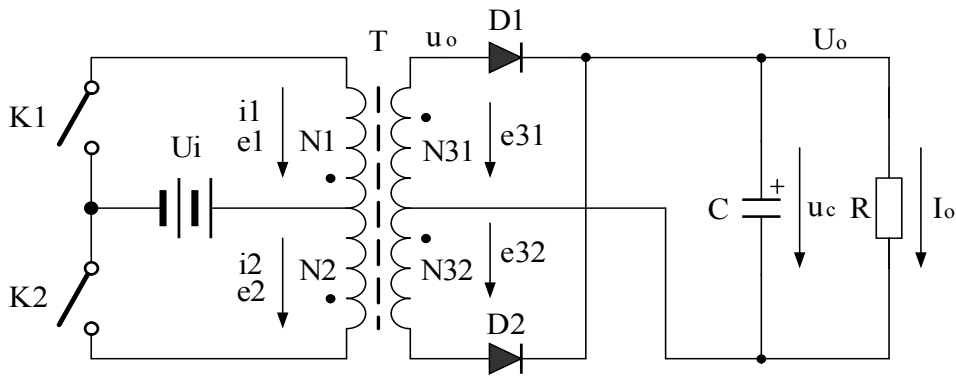 D1
T
uo
Uo
K1
i1
e1
N1
N31
e31
Ui
C
+
uc
R
Io
i2
e2
N2
N32
e32
K2
D2